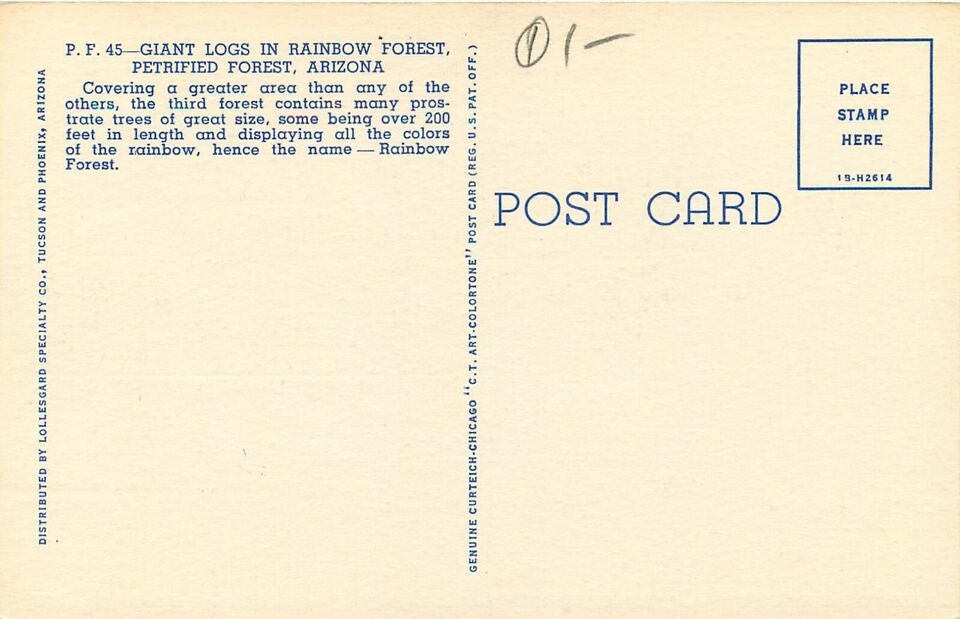 P. F. 45—GIANT LOGS IN RAINBOW FOREST,
PETRIFIED FOREST, ARIZONA
Covering a greater area than any of the
others, the third forest contains many pros-
trate trees of great size, some being over 200
feet in length and displaying all the colors
of the rainbow, hence the name — Rainbow
Forest.
DISTRIBUTED BY LOLLESGARD SPECIALTY CO., TUCSON AND PHOENIX, ARIZONA
GENUINE CURTEICH-CHICAGO "C.T. ART-COLORTONE" POST CARD (REG. U.S. PAT. OFF.)
POST CARD
PLACE
STAMP
HERE
1B-H2614